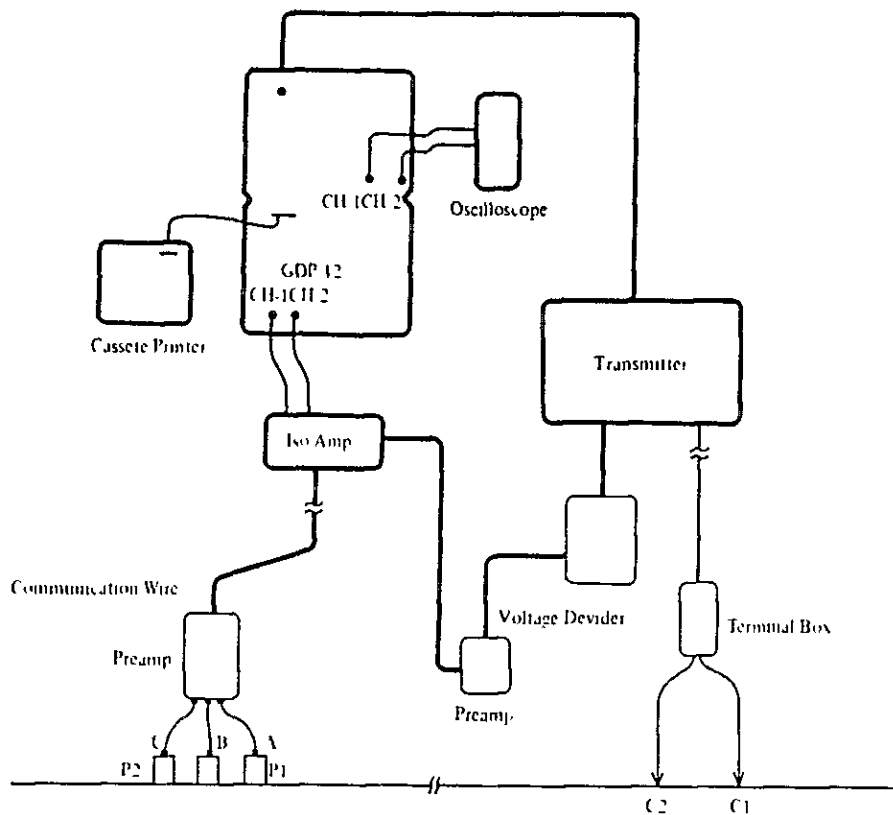 CH-1CH-2
Oscilloscope
GDP-12
CH-1CH-2
Cassete Printer
Transmitter
Iso Amp
Communication Wire
Voltage Devider
Terminal Box
Preamp
Preamp
C B A
P2 P1
C2 C1